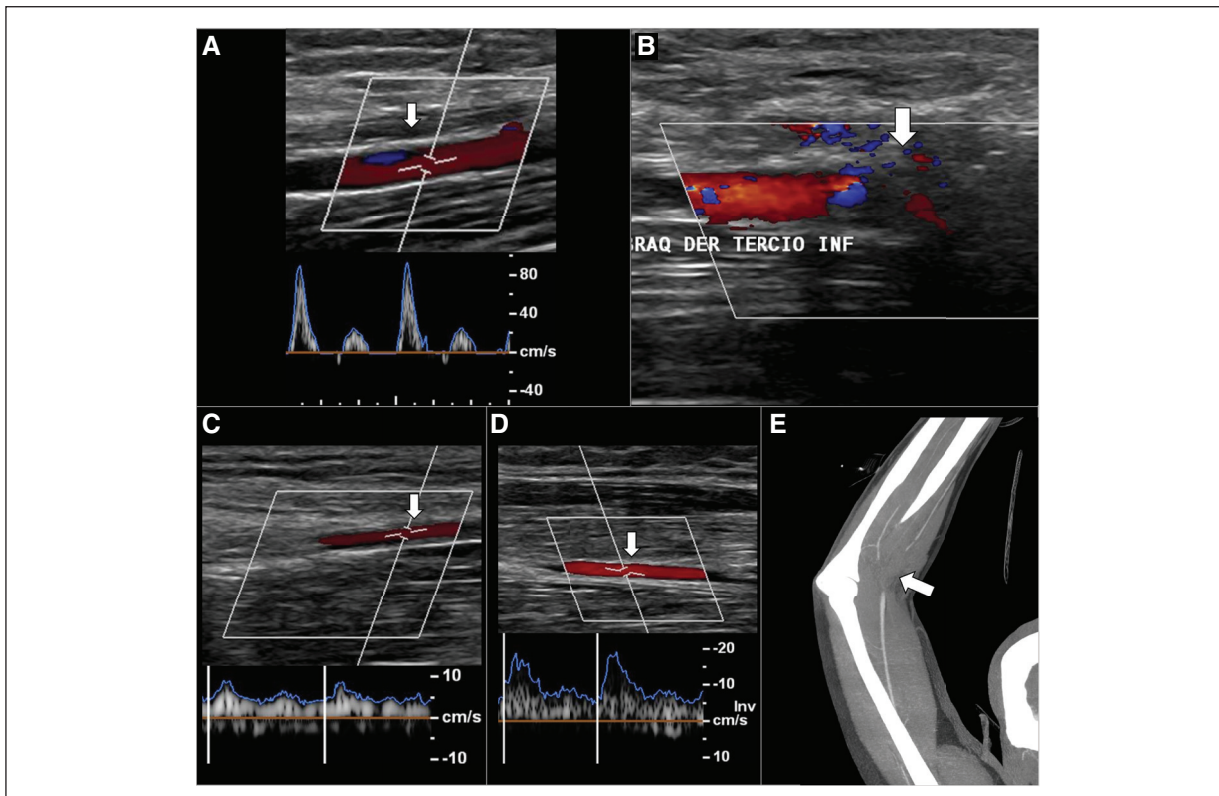 A
B
80
40
cm/s
-40
BRAQ DER TERCIO INF
C
D
E
10
cm/s
-10
-20
-10
Inv
cm/s
10